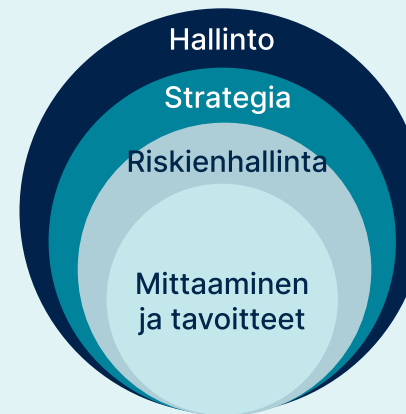 Hallinto
Strategia
Riskienhallinta
Mittaaminen
ja tavoitteet